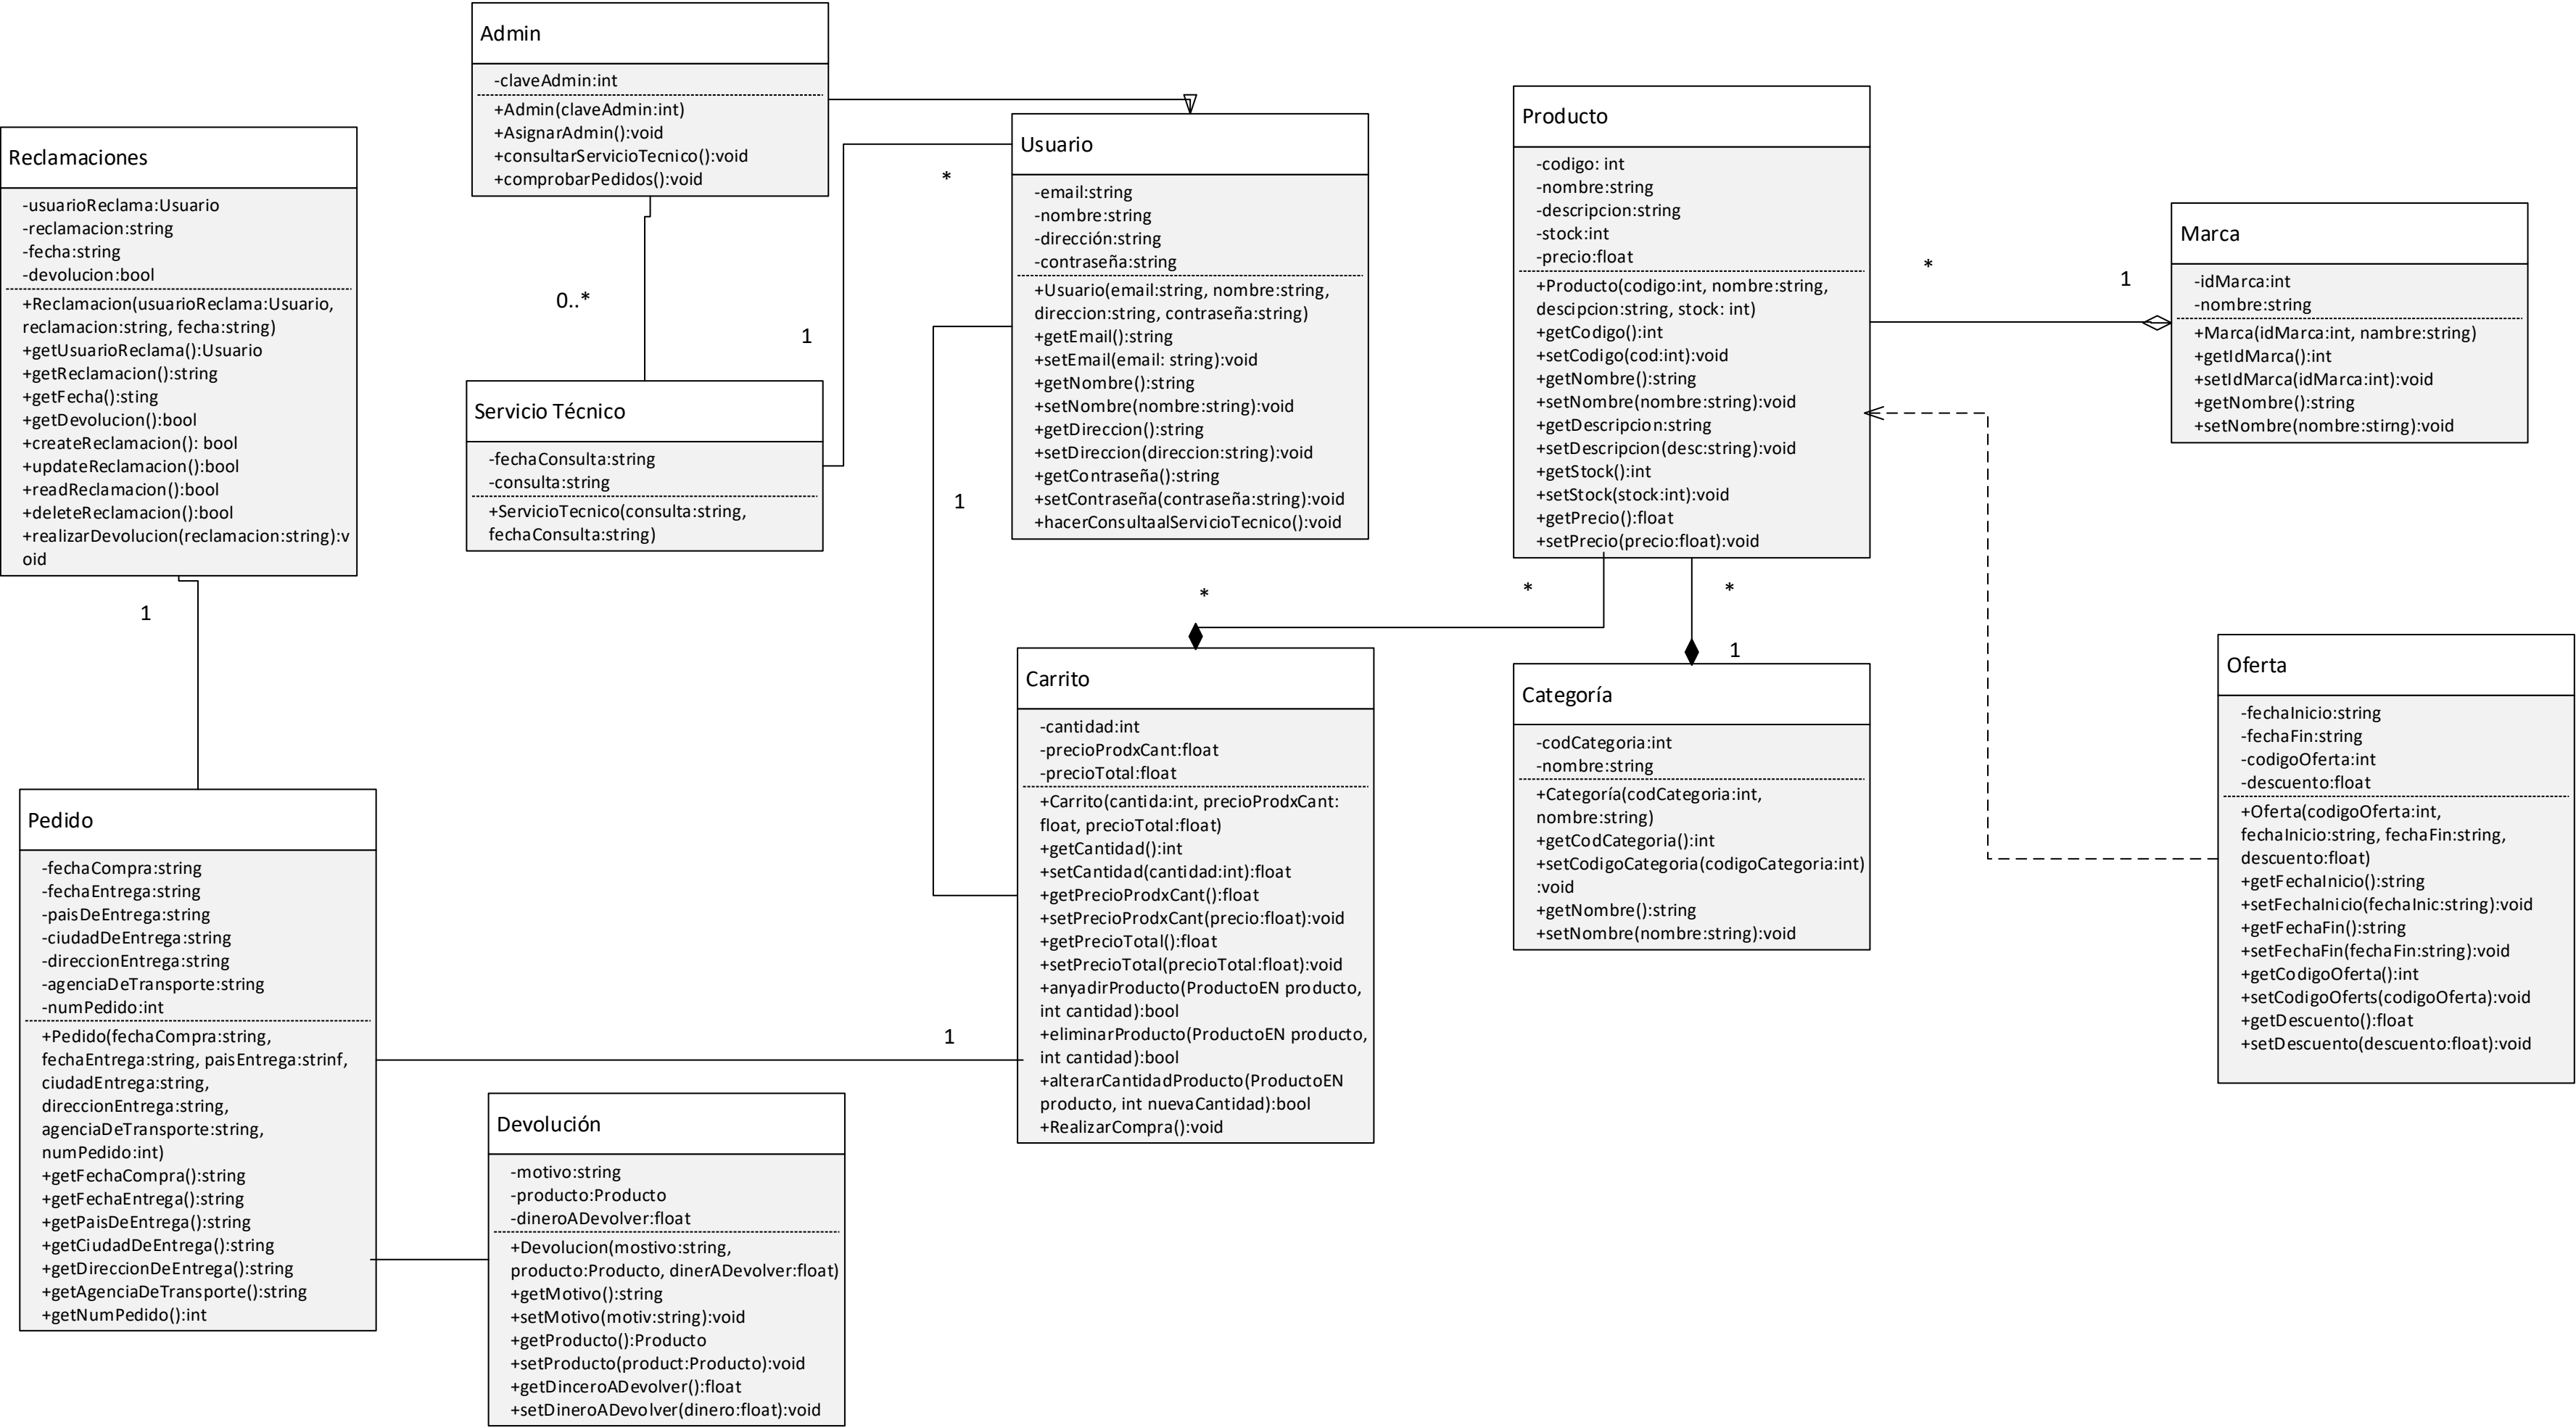 Admin
-claveAdmin:int
+Admin(claveAdmin:int)
+AsignarAdmin():void
+consultarServicioTecnico():void
+comprobarPedidos():void
Reclamaciones
-usuarioReclama:Usuario
-reclamacion:string
-fecha:string
-devolucion:bool
+Reclamacion(usuarioReclama:Usuario,
reclamacion:string, fecha:string)
+getUsuarioReclama():Usuario
+getReclamacion():string
+getFecha():sting
+getDevolucion():bool
+createReclamacion(): bool
+updateReclamacion():bool
+readReclamacion():bool
+deleteReclamacion():bool
+realizarDevolucion(reclamacion:string):v
oid
1
0..*
1
*
Servicio Técnico
-fechaConsulta:string
-consulta:string
+ServicioTecnico(consulta:string,
fechaConsulta:string)
Usuario
-email:string
-nombre:string
-dirección:string
-contraseña:string
+Usuario(email:string, nombre:string,
direccion:string, contraseña:string)
+getEmail():string
+setEmail(email: string):void
+getNombre():string
+setNombre(nombre:string):void
+getDireccion():string
+setDireccion(direccion:string):void
+getContraseña():string
+setContraseña(contraseña:string):void
+hacerConsultaalServicioTecnico():void
1
Producto
-codigo: int
-nombre:string
-descripcion:string
-stock:int
-precio:float
+Producto(codigo:int, nombre:string,
descipcion:string, stock: int)
+getCodigo():int
+setCodigo(cod:int):void
+getNombre():string
+setNombre(nombre:string):void
+getDescripcion:string
+setDescripcion(desc:string):void
+getStock():int
+setStock(stock:int):void
+getPrecio():float
+setPrecio(precio:float):void
*
1
Marca
-idMarca:int
-nombre:string
+Marca(idMarca:int, nambre:string)
+getIdMarca():int
+setIdMarca(idMarca:int):void
+getNombre():string
+setNombre(nombre:stirng):void
*
*
*
1
Carrito
-cantidad:int
-precioProdxCant:float
-precioTotal:float
+Carrito(cantida:int, precioProdxCant:
float, precioTotal:float)
+getCantidad():int
+setCantidad(cantidad:int):float
+getPrecioProdxCant():float
+setPrecioProdxCant(precio:float):void
+getPrecioTotal():float
+setPrecioTotal(precioTotal:float):void
+anyadirProducto(ProductoEN producto,
int cantidad):bool
+eliminarProducto(ProductoEN producto,
int cantidad):bool
+alterarCantidadProducto(ProductoEN
producto, int nuevaCantidad):bool
+RealizarCompra():void
Categoría
-codCategoria:int
-nombre:string
+Categoría(codCategoria:int,
nombre:string)
+getCodCategoria():int
+setCodigoCategoria(codigoCategoria:int)
:void
+getNombre():string
+setNombre(nombre:string):void
Oferta
-fechaInicio:string
-fechaFin:string
-codigoOferta:int
-descuento:float
+Oferta(codigoOferta:int,
fechaInicio:string, fechaFin:string,
descuento:float)
+getFechaInicio():string
+setFechaInicio(fechaInic:string):void
+getFechaFin():string
+setFechaFin(fechaFin:string):void
+getCodigoOferta():int
+setCodigoOferts(codigoOferta):void
+getDescuento():float
+setDescuento(descuento:float):void
Pedido
-fechaCompra:string
-fechaEntrega:string
-paisDeEntrega:string
-ciudadDeEntrega:string
-direccionEntrega:string
-agenciaDeTransporte:string
-numPedido:int
+Pedido(fechaCompra:string,
fechaEntrega:string, paisEntrega:strinf,
ciudadEntrega:string,
direccionEntrega:string,
agenciaDeTransporte:string,
numPedido:int)
+getFechaCompra():string
+getFechaEntrega():string
+getPaisDeEntrega():string
+getCiudadDeEntrega():string
+getDireccionDeEntrega():string
+getAgenciaDeTransporte():string
+getNumPedido():int
1
Devolución
-motivo:string
-producto:Producto
-dineroADevolver:float
+Devolucion(mostivo:string,
producto:Producto, dinerADevolver:float)
+getMotivo():string
+setMotivo(motiv:string):void
+getProducto():Producto
+setProducto(product:Producto):void
+getDinceroADevolver():float
+setDineroADevolver(dinero:float):void